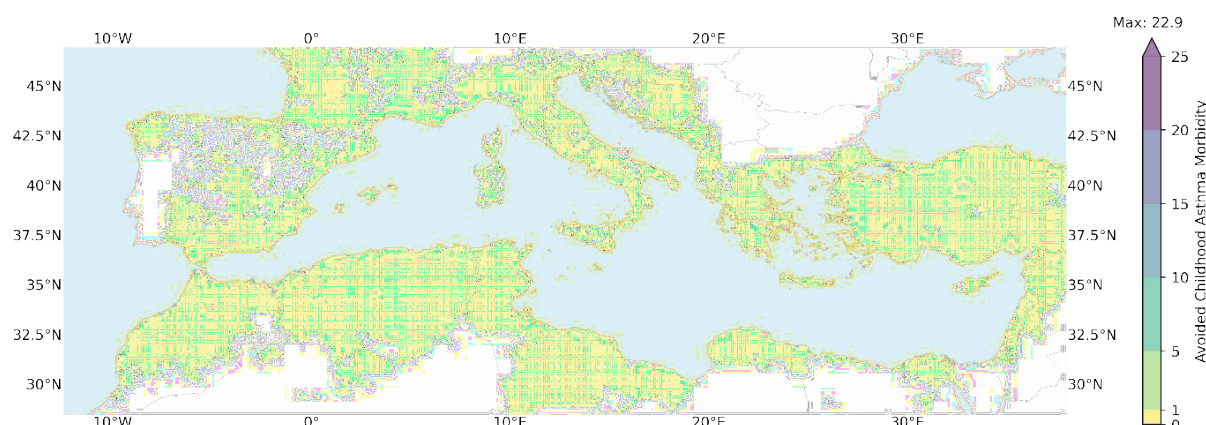 Max: 22.9
10°W 0° 10°E 20°E 30°E
45°N 45°N
42.5°N 42.5°N
40°N 40°N
37.5°N 37.5°N
35°N 35°N
32.5°N 32.5°N
30°N 30°N
10°W 0° 10°E 20°E 30°E
25
20
15
10
5
1
0
Avoided Childhood Asthma Morbidity